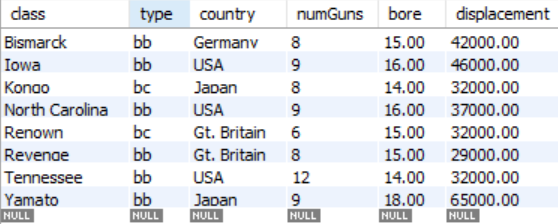 class type country numGuns bore displacement
Bismarck bb Germany 8 15.00 42000.00
Iowa bb USA 9 16.00 46000.00
Kongo bc Japan 8 14.00 32000.00
North Carolina bb USA 9 16.00 37000.00
Renown bc Gt. Britain 6 15.00 32000.00
Revenge bb Gt. Britain 8 15.00 29000.00
Tennessee bb USA 12 14.00 32000.00
Yamato bb Japan 9 18.00 65000.00
NULL NULL NULL NULL NULL NULL